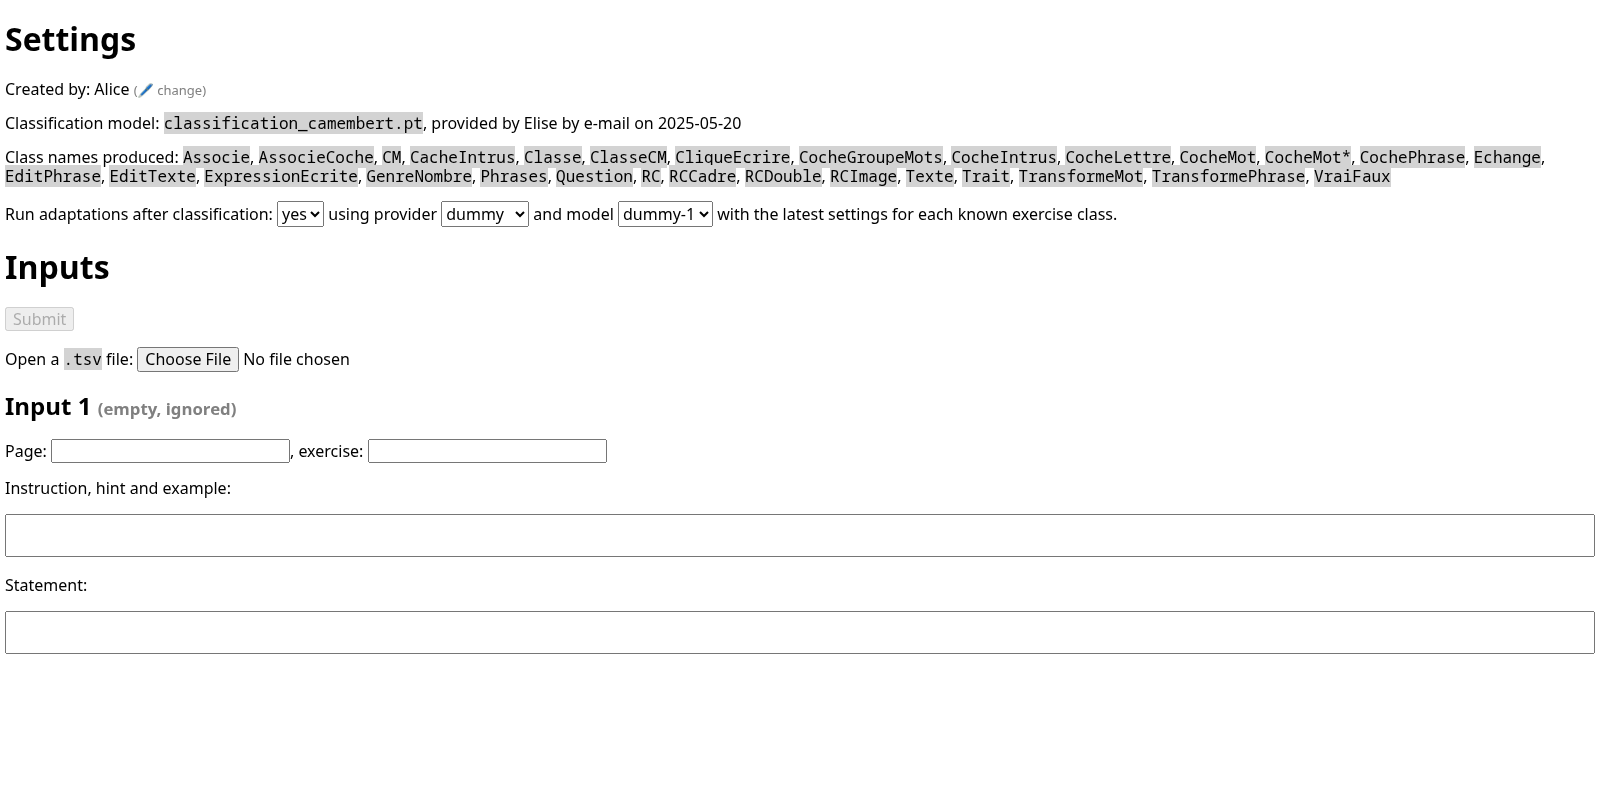 Settings
Created by: Alice (🖊️ change)
Classification model: classification_camembert.pt, provided by Elise by e-mail on 2025-05-20
Class names produced: Associe, AssocieCoche, CM, CacheIntrus, Classe, ClasseCM, CliqueEcrire, CocheGroupeMots, CocheIntrus, CocheLettre, CocheMot, CocheMot*, CochePhrase, Echange,
EditPhrase, EditTexte, ExpressionEcrite, GenreNombre, Phrases, Question, RC, RCCadre, RCDouble, RCImage, Texte, Trait, TransformeMot, TransformePhrase, VraiFaux
Run adaptations after classification: yes using provider dummy and model dummy-1 with the latest settings for each known exercise class.
Inputs
Submit
Open a .tsv file: Choose File No file chosen
Input 1 (empty, ignored)
Page: , exercise:
Instruction, hint and example:
Statement: